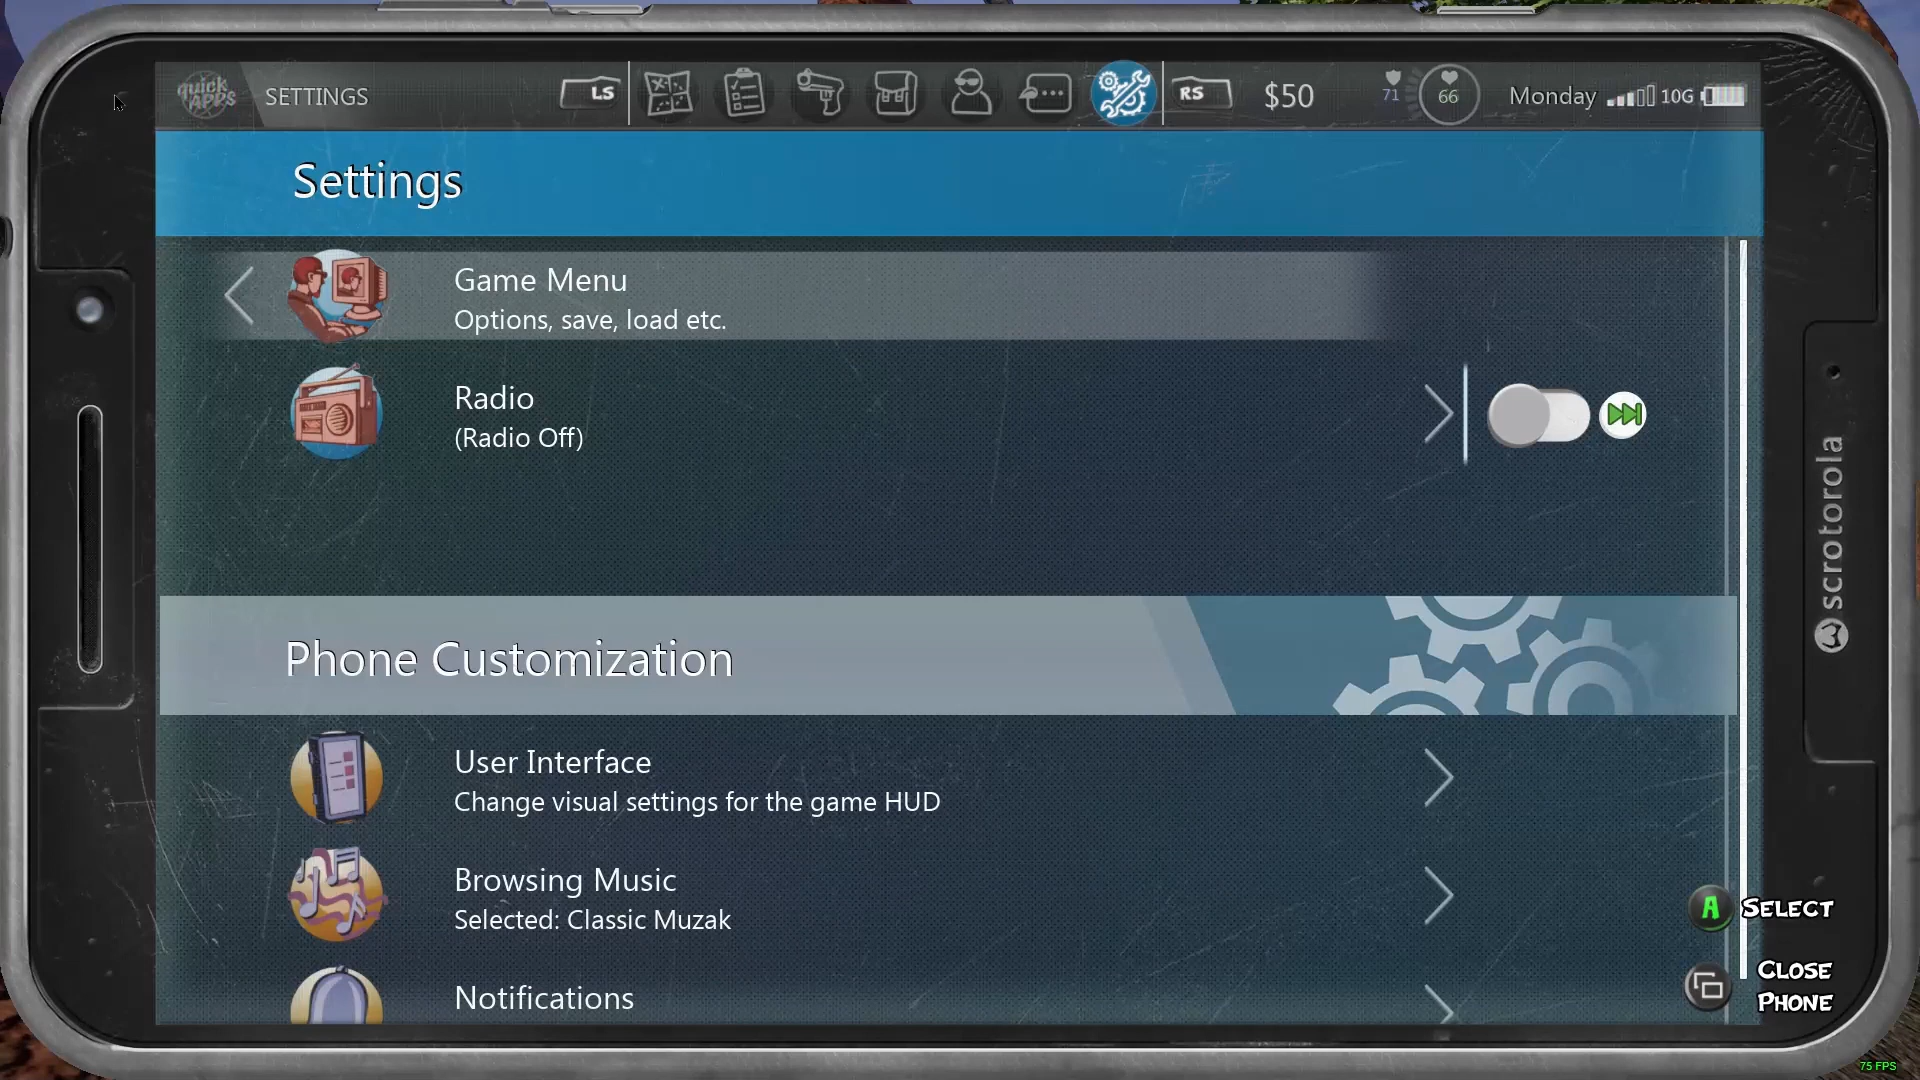 quick APPS
SETTINGS
LS
RS
$50
71
66
Monday
10G
Settings
Game Menu
Options, save, load etc.
Radio
(Radio Off)
Phone Customization
User Interface
Change visual settings for the game HUD
Browsing Music
Selected: Classic Muzak
Notifications
scrotorola
A SELECT
CLOSE
PHONE
75 FPS